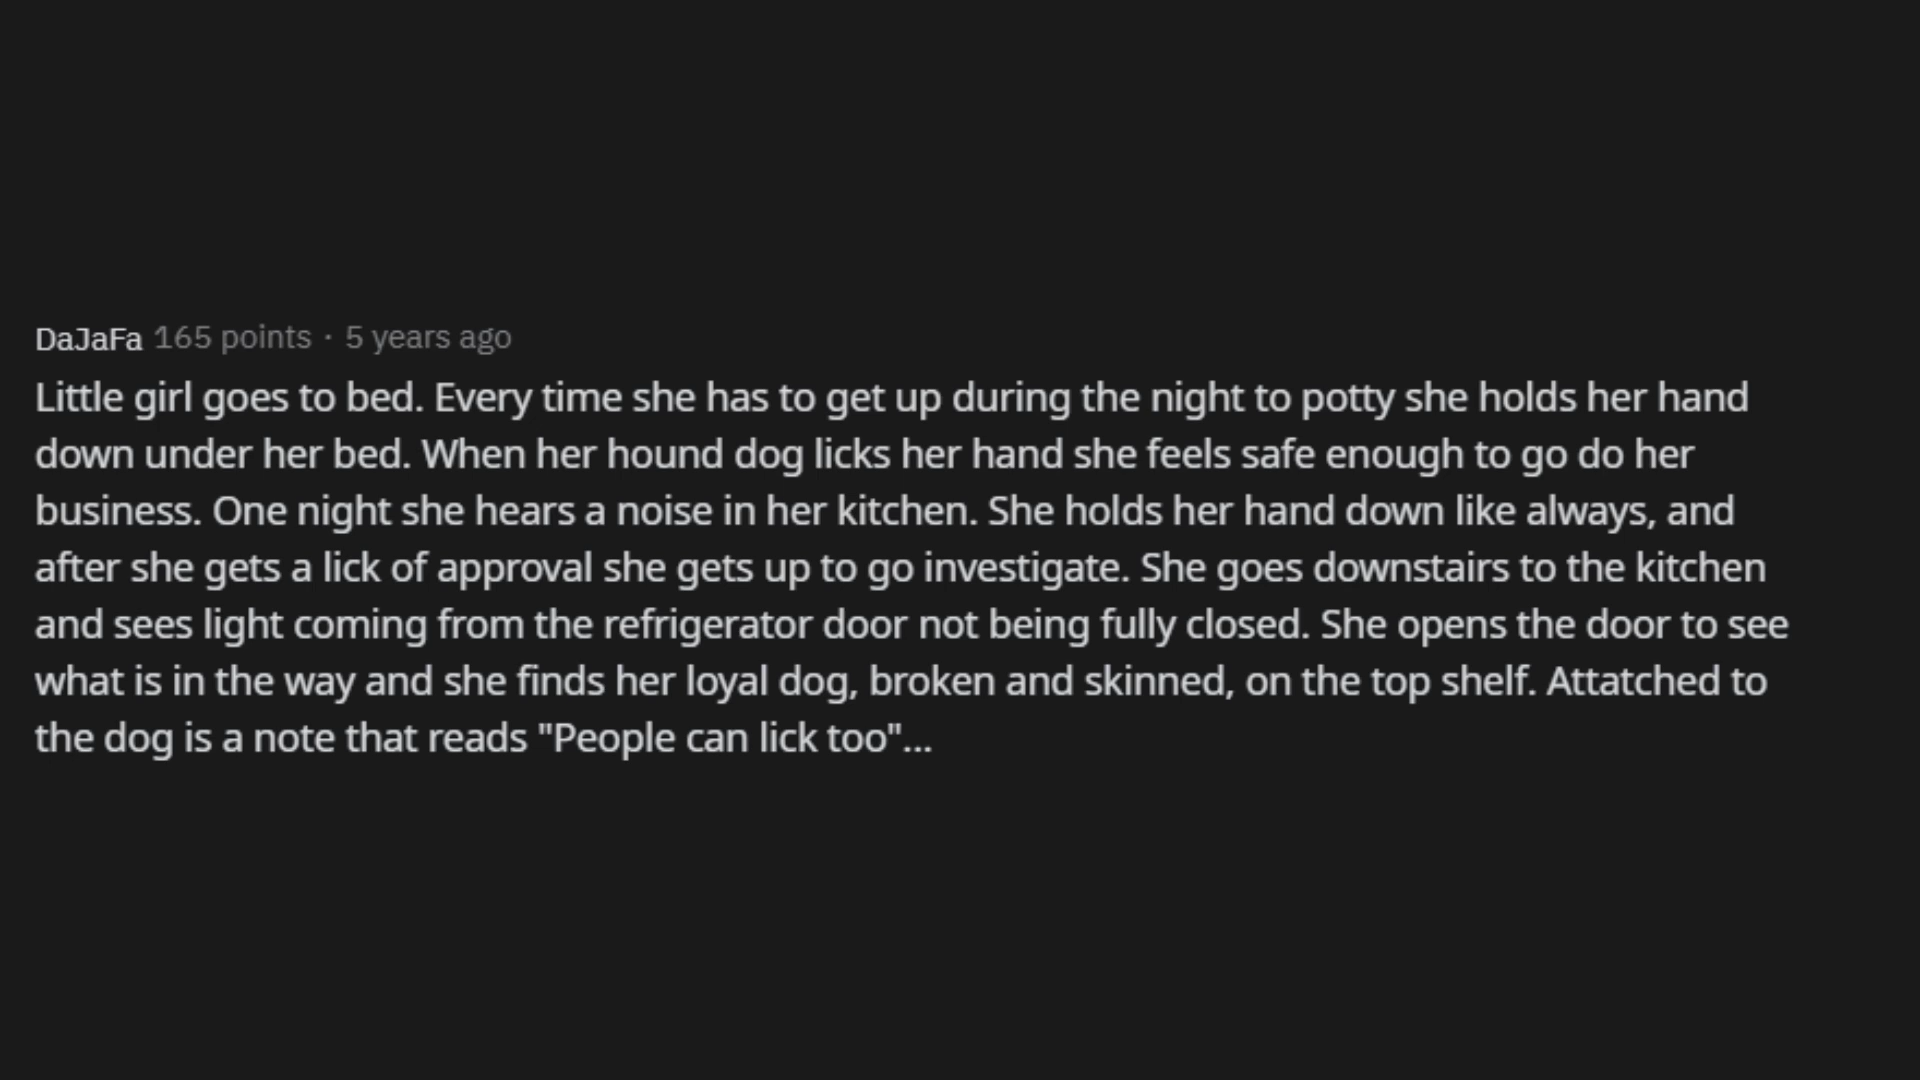 DaJaFa 165 points · 5 years ago
Little girl goes to bed. Every time she has to get up during the night to potty she holds her hand
down under her bed. When her hound dog licks her hand she feels safe enough to go do her
business. One night she hears a noise in her kitchen. She holds her hand down like always, and
after she gets a lick of approval she gets up to go investigate. She goes downstairs to the kitchen
and sees light coming from the refrigerator door not being fully closed. She opens the door to see
what is in the way and she finds her loyal dog, broken and skinned, on the top shelf. Attatched to
the dog is a note that reads "People can lick too"...